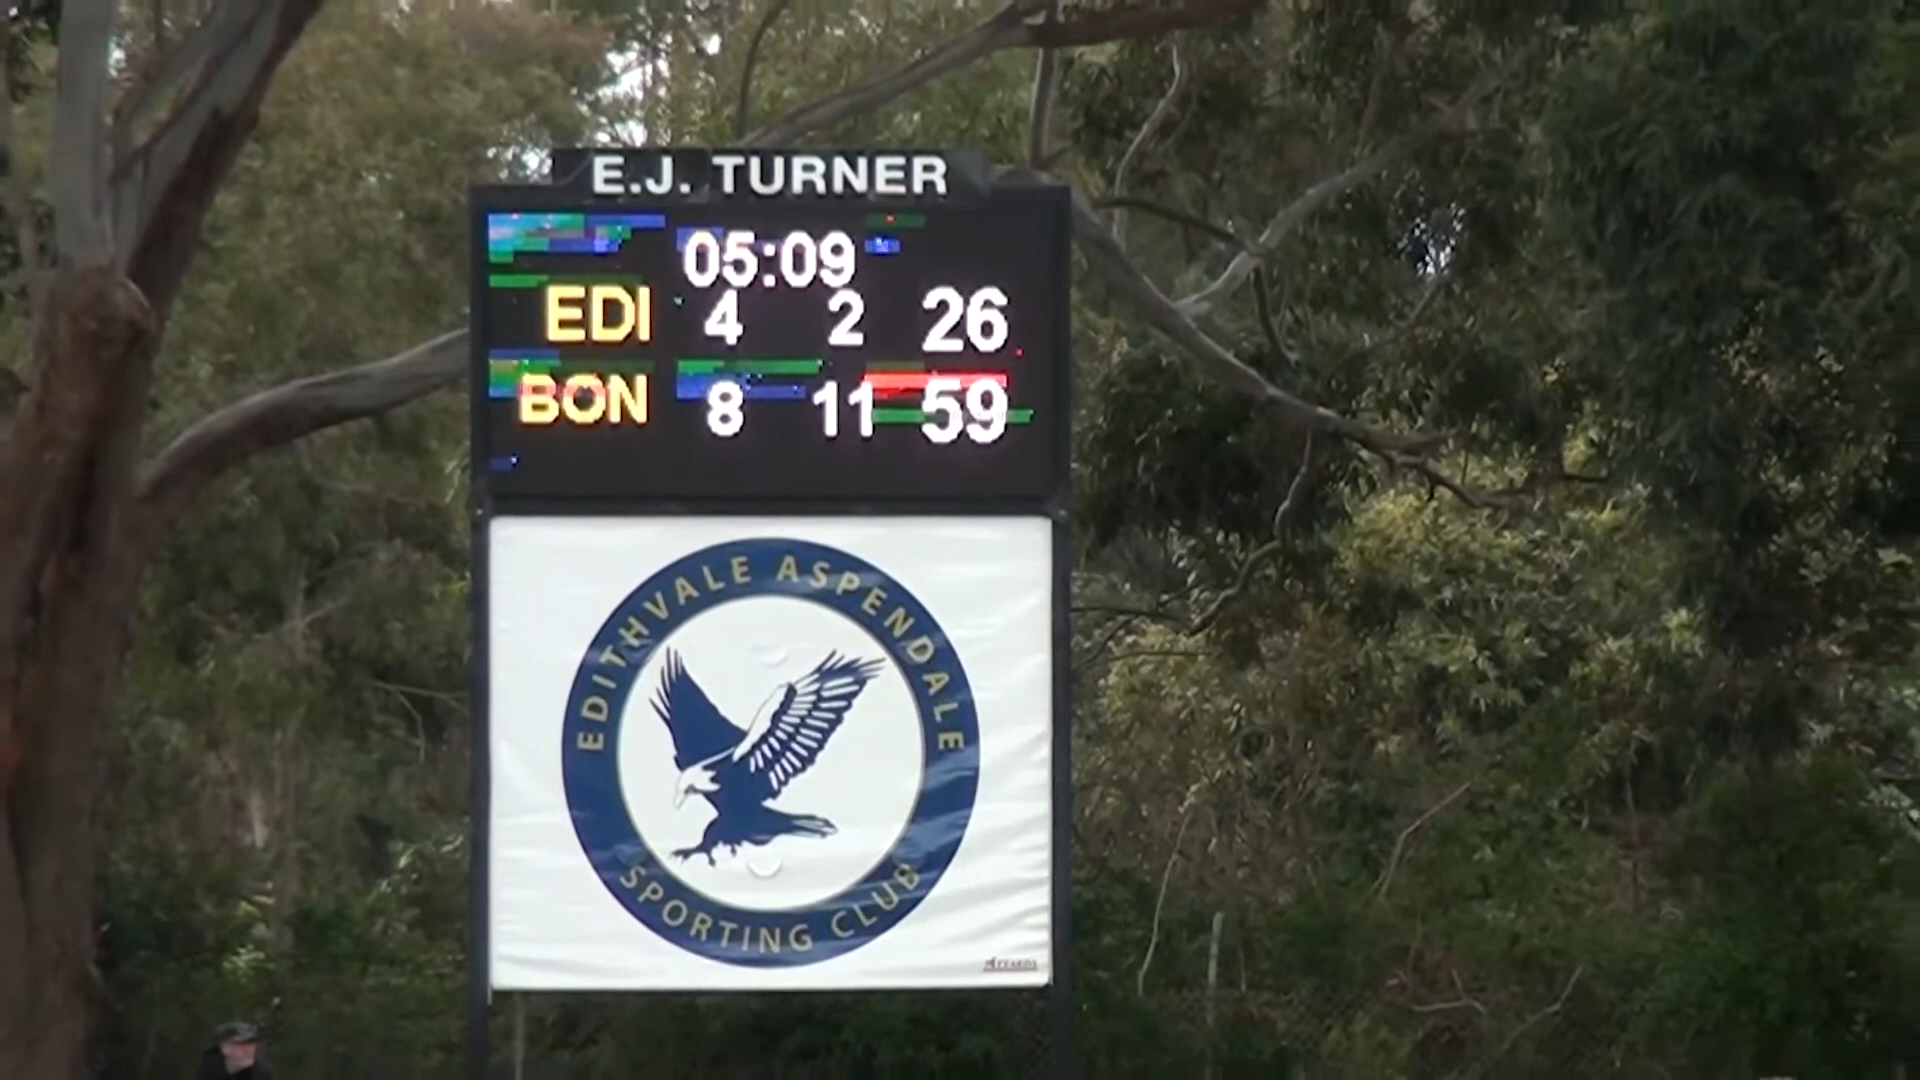 E.J. TURNER
05:09
EDI 4 2 26
BON 8 11 59
EDITHVALE ASPENDALE
SPORTING CLUB